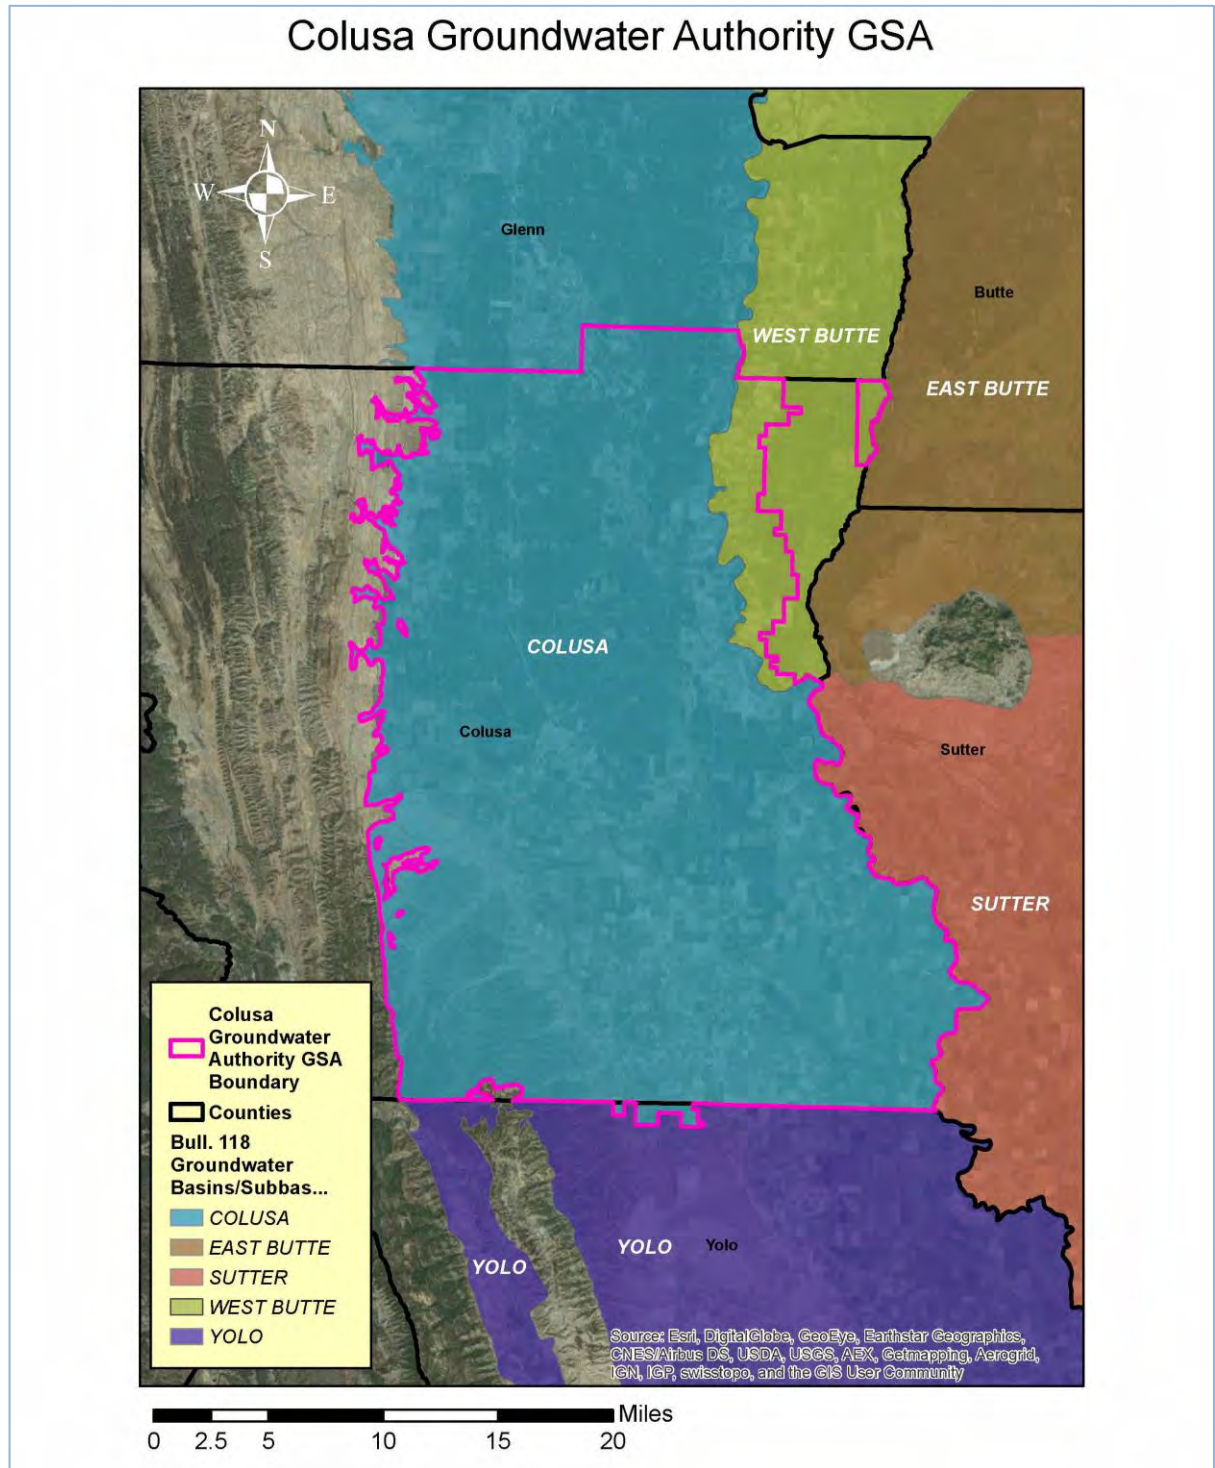 Colusa Groundwater Authority GSA
N
W E
S
Glenn
Butte
WEST BUTTE
EAST BUTTE
COLUSA
Colusa
Sutter
SUTTER
Colusa
Groundwater
Authority GSA
Boundary
Counties
Bull. 118
Groundwater
Basins/Subbas...
COLUSA
EAST BUTTE
SUTTER
WEST BUTTE
YOLO
YOLO
YOLO Yolo
Source: Esri, DigitalGlobe, GeoEye, Earthstar Geographics,
CNES/Airbus DS, USDA, USGS, AEX, Getmapping, Aerogrid,
IGN, IGP, swisstopo, and the GIS User Community
Miles
0 2.5 5 10 15 20